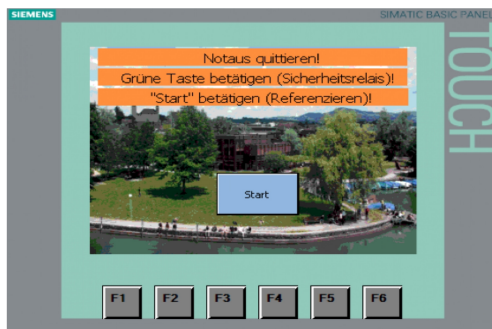 SIEMENS
SIMATIC BASIC PANEL
TOUCH
Notaus quittieren!
Grüne Taste betätigen (Sicherheitsrelais)!
"Start" betätigen (Referenzieren)!
Start
F1 F2 F3 F4 F5 F6